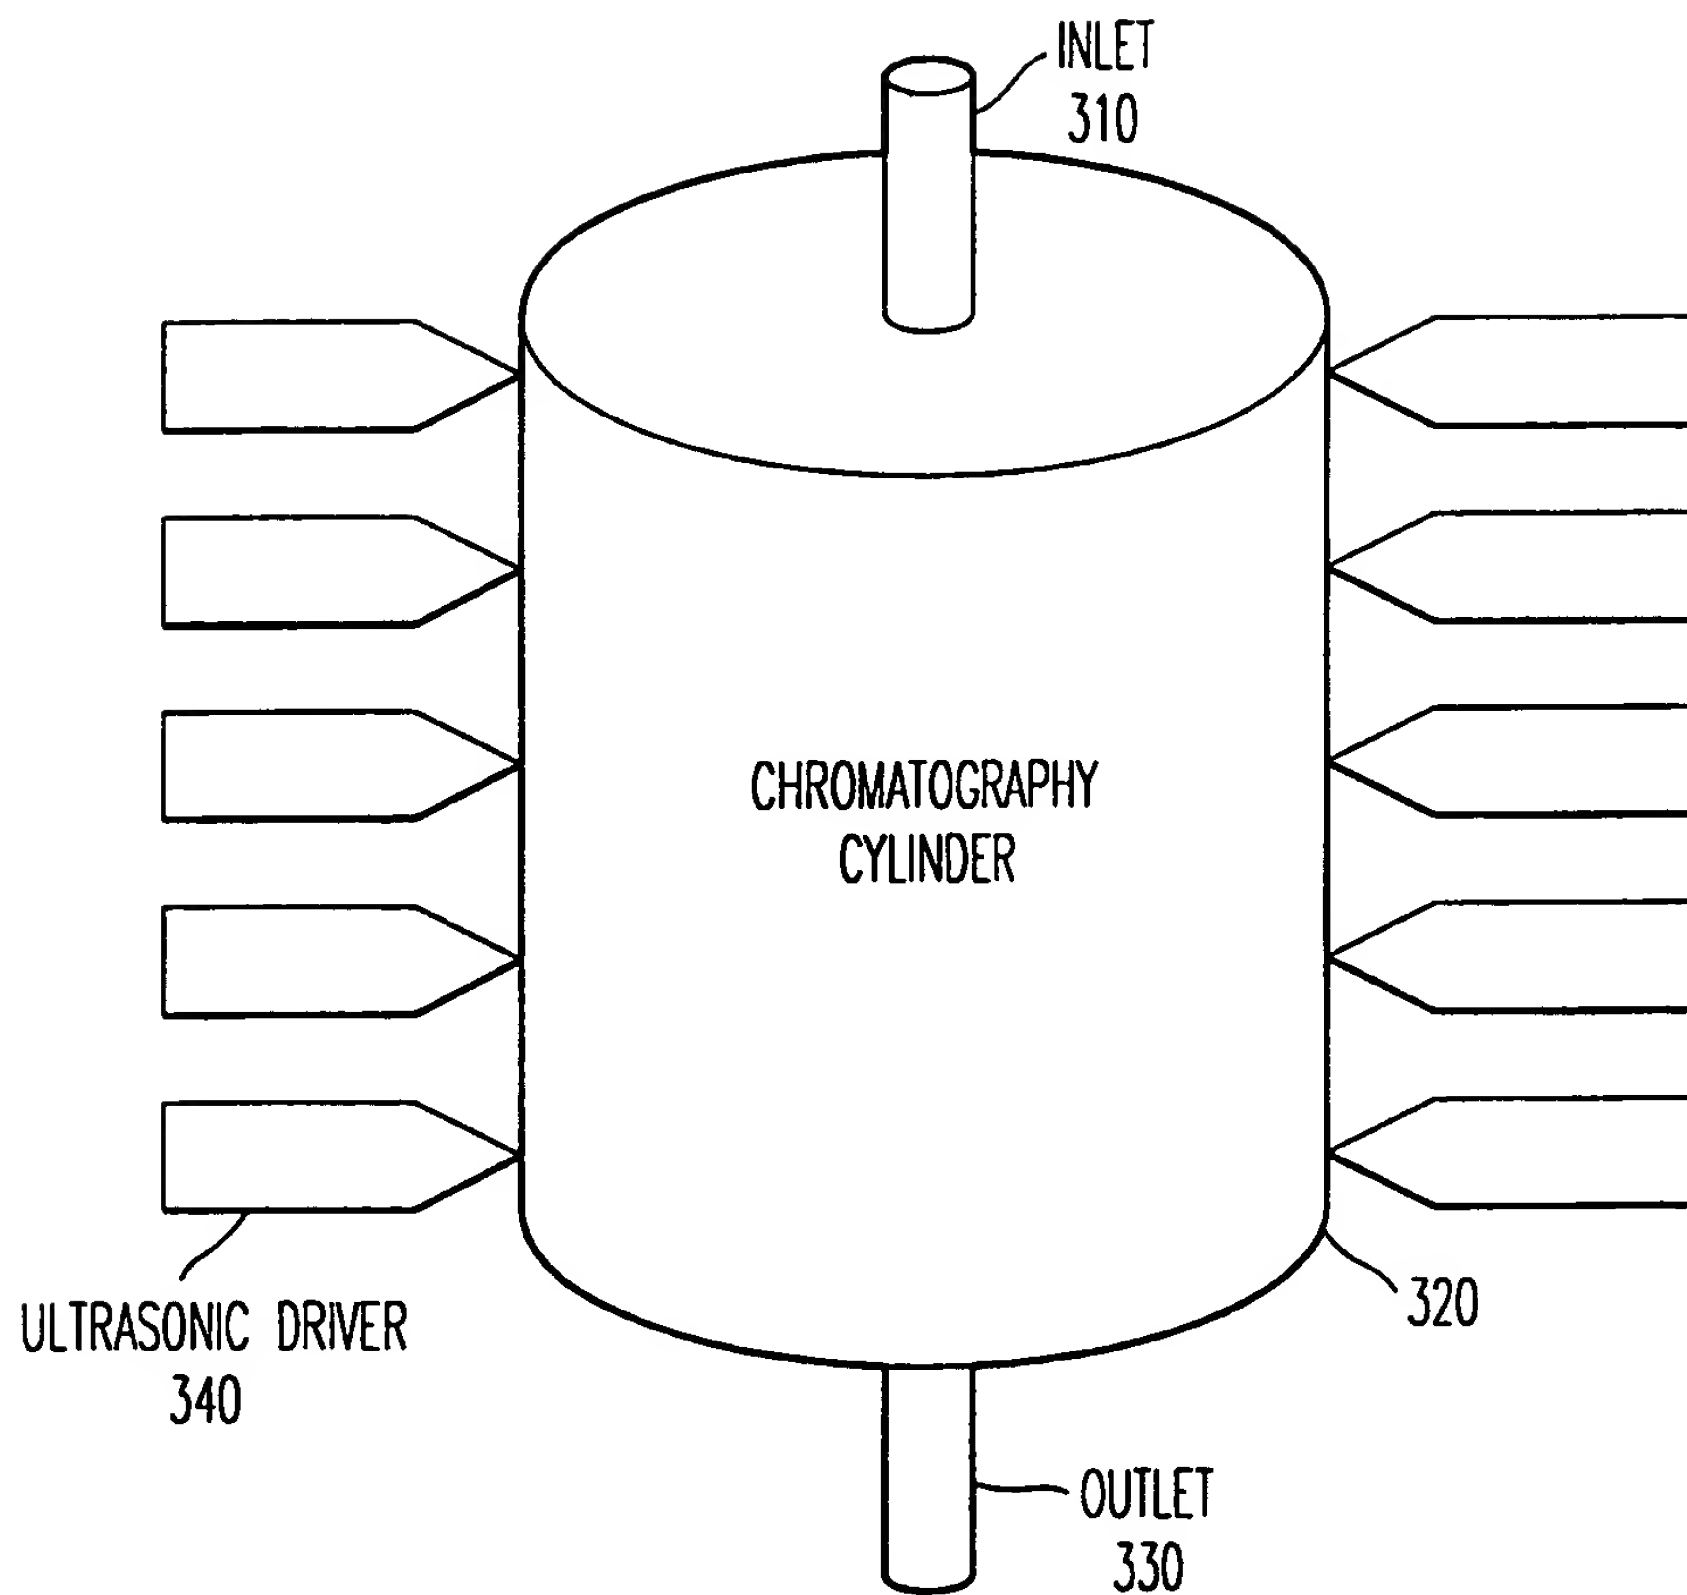 INLET
310
CHROMATOGRAPHY
CYLINDER
320
ULTRASONIC DRIVER
340
OUTLET
330